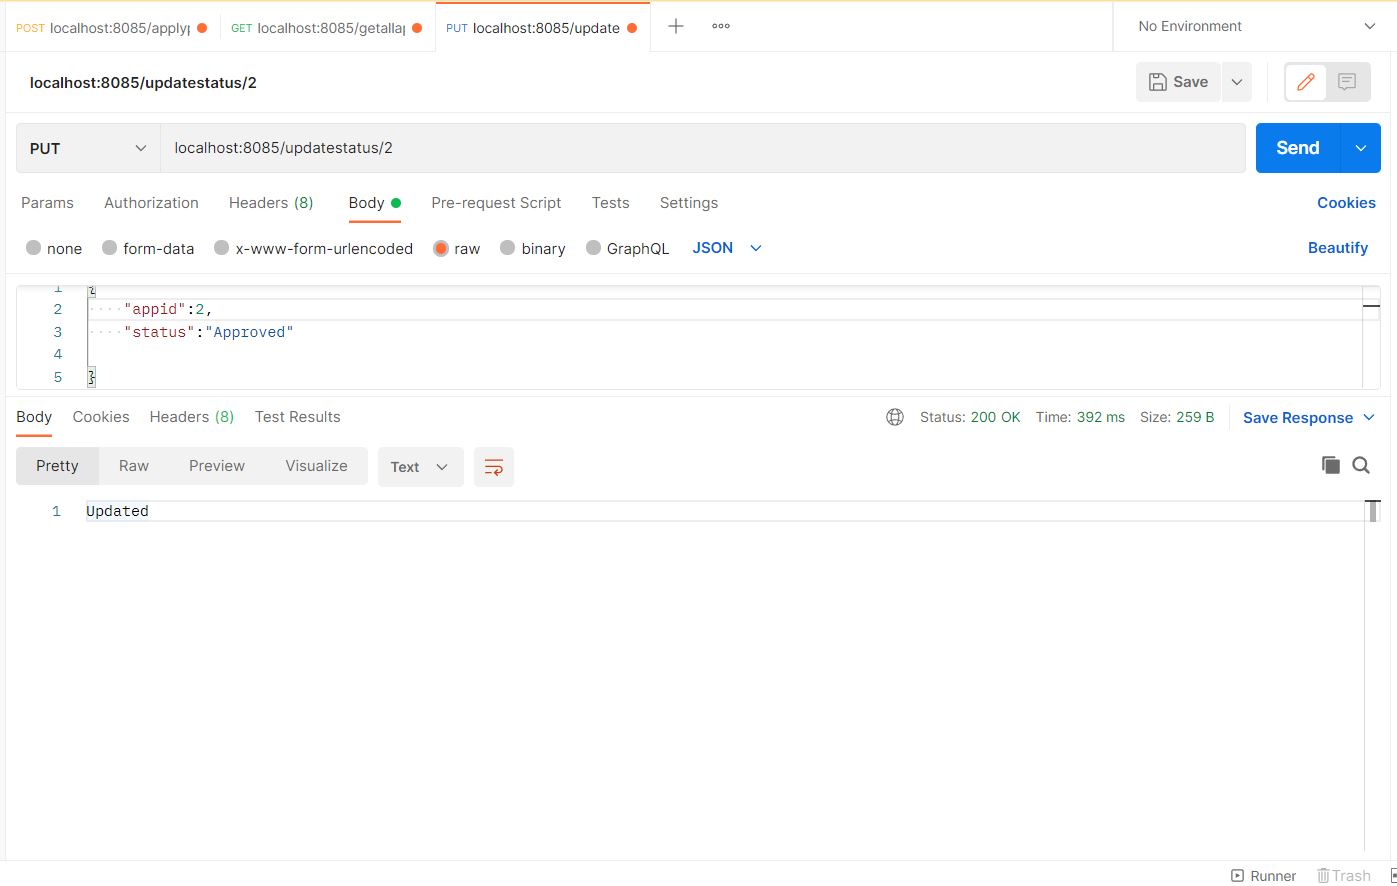 POST localhost:8085/applyp
GET localhost:8085/getallap
PUT localhost:8085/update
No Environment
localhost:8085/updatestatus/2
Save
PUT localhost:8085/updatestatus/2 Send
Params Authorization Headers (8) Body Pre-request Script Tests Settings Cookies
none form-data x-www-form-urlencoded raw binary GraphQL JSON Beautify
1 {
2 "appid":2,
3 "status":"Approved"
4
5 }
Body Cookies Headers (8) Test Results Status: 200 OK Time: 392 ms Size: 259 B Save Response
Pretty Raw Preview Visualize Text
1 Updated
Runner Trash